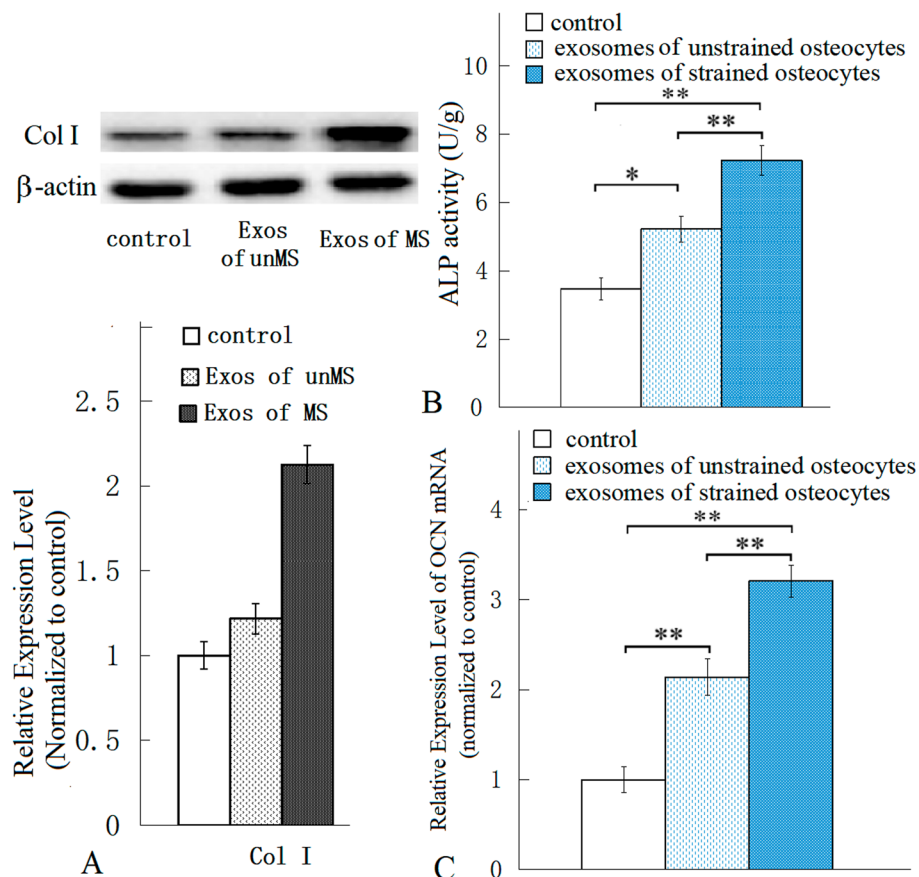 Col I
β-actin
control
Exos
of unMS
Exos of MS
control
Exos of unMS
Exos of MS
Relative Expression Level
(Normalized to control)
2.5
2
1.5
1
0.5
0
Col I
A
control
exosomes of unstrained osteocytes
exosomes of strained osteocytes
ALP activity (U/g)
10
8
6
4
2
0
**
**
*
B
control
exosomes of unstrained osteocytes
exosomes of strained osteocytes
Relative Expression Level of OCN mRNA
(normalized to control)
4
3
2
1
0
**
**
**
C